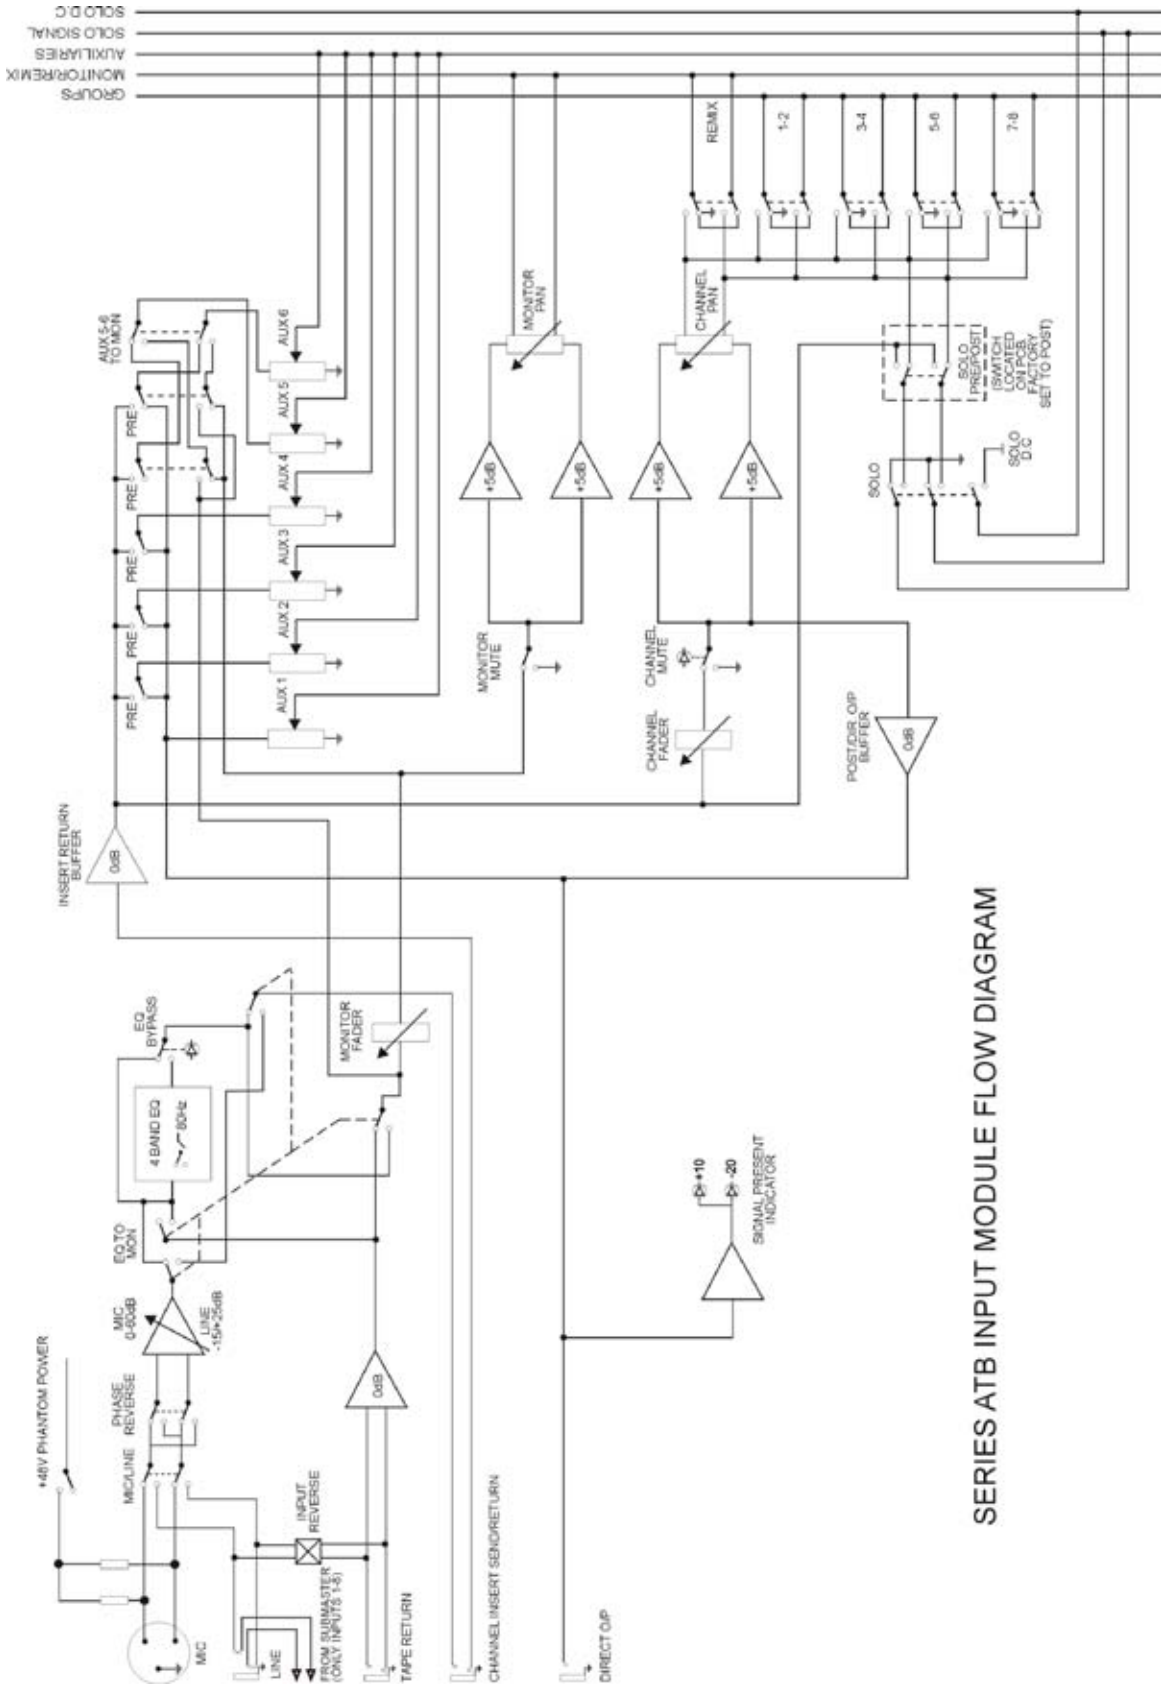 SOLO D.C
SOLO SIGNAL
AUXILIARIES
MONITOR/REMIX
GROUPS
AUX 5-6
TO MON
PRE
PRE
PRE
PRE
PRE
AUX 6
AUX 5
AUX 4
AUX 3
AUX 2
AUX 1
REMIX
1-2
3-4
5-6
7-8
MONITOR
PAN
CHANNEL
PAN
SOLO
PRE/POST
(SWITCH
LOCATED
ON PCB.
FACTORY
SET TO POST)
+5dB
+5dB
+5dB
+5dB
SOLO
SOLO
D.C
MONITOR
MUTE
CHANNEL
MUTE
CHANNEL
FADER
POST/DIR. O/P
BUFFER
0dB
INSERT RETURN
BUFFER
0dB
EQ
BYPASS
4 BAND EQ
80Hz
EQ TO
MON
MONITOR
FADER
MIC
0-60dB
LINE
-15/+25dB
+48V PHANTOM POWER
PHASE
REVERSE
MIC/LINE
0dB
INPUT
REVERSE
MIC
LINE
FROM SUBMASTER
(ONLY INPUTS 1-8)
TAPE RETURN
CHANNEL INSERT SEND/RETURN
DIRECT O/P
+10
-20
SIGNAL PRESENT
INDICATOR
SERIES ATB INPUT MODULE FLOW DIAGRAM